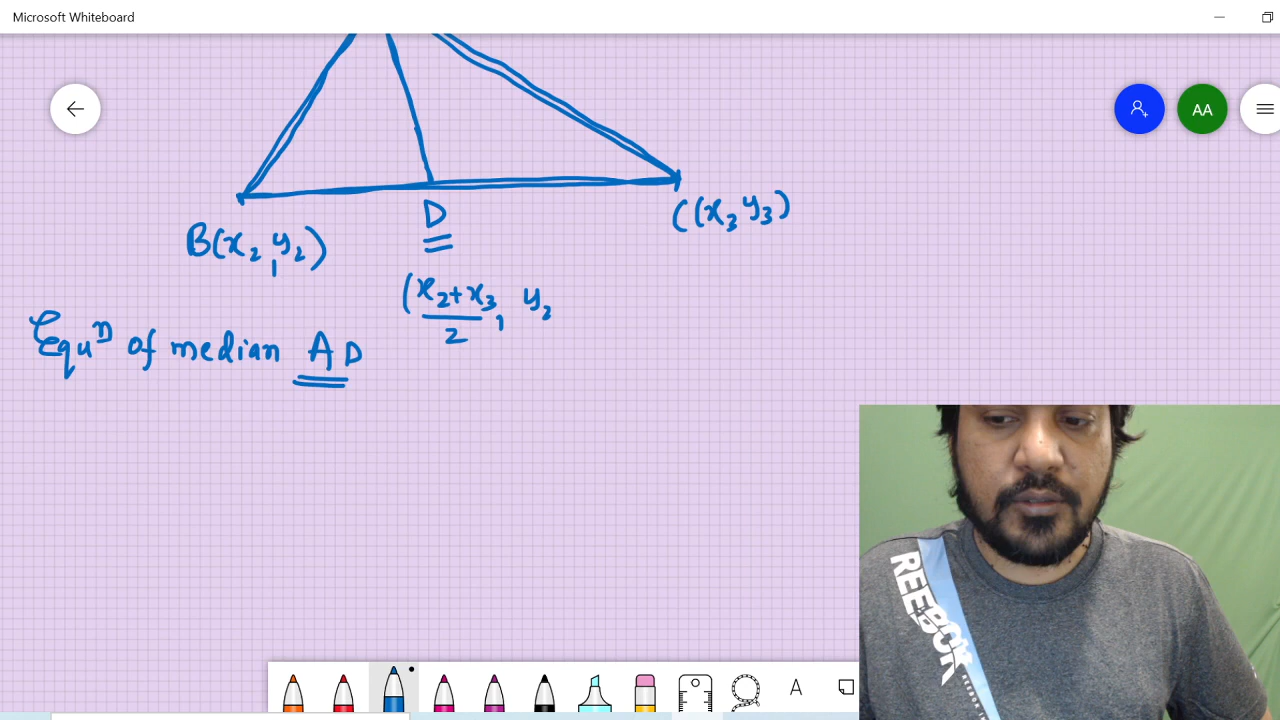 Microsoft Whiteboard
AA
B(x₂, y₂)
D
C(x₃ y₃)
(x₂+x₃/2, y₂
Equⁿ of median AD
REEBOK
A